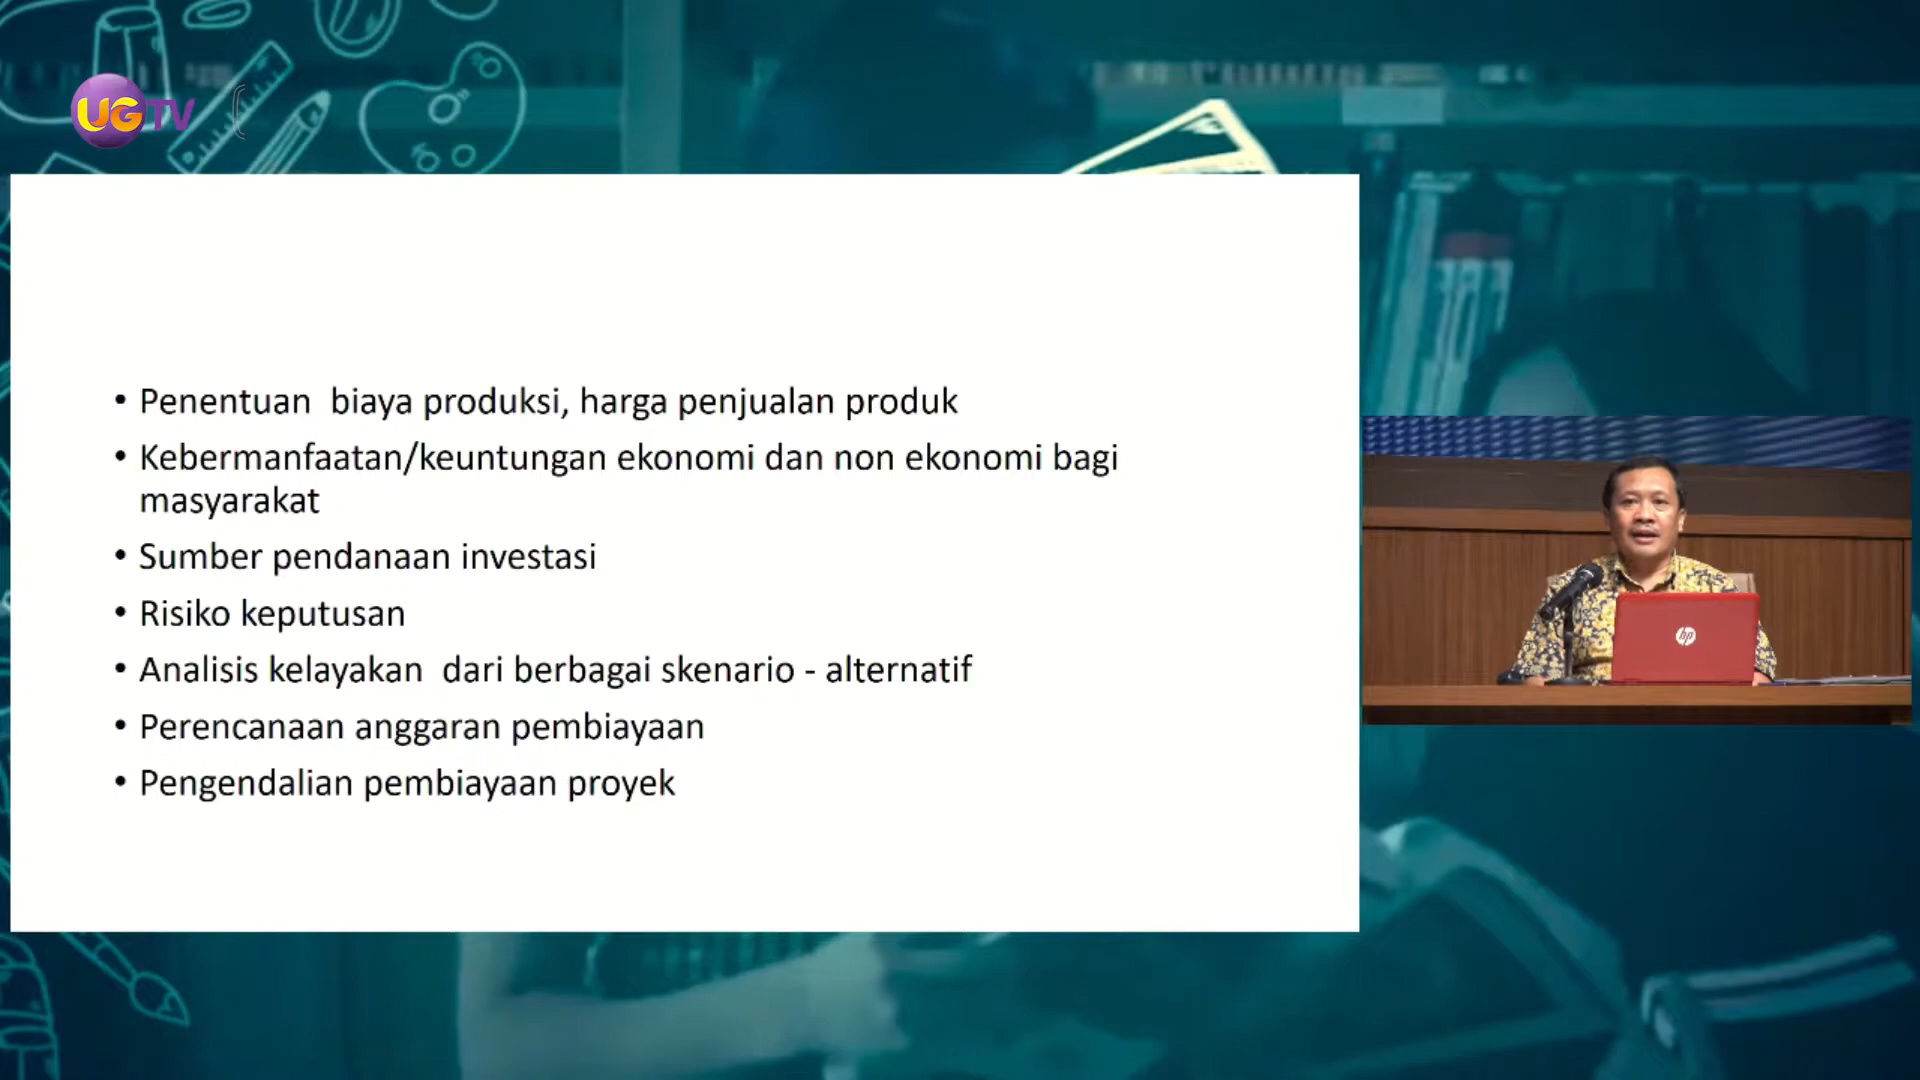 UGTV
• Penentuan  biaya produksi, harga penjualan produk
• Kebermanfaatan/keuntungan ekonomi dan non ekonomi bagi
masyarakat
• Sumber pendanaan investasi
• Risiko keputusan
• Analisis kelayakan  dari berbagai skenario - alternatif
• Perencanaan anggaran pembiayaan
• Pengendalian pembiayaan proyek
hp